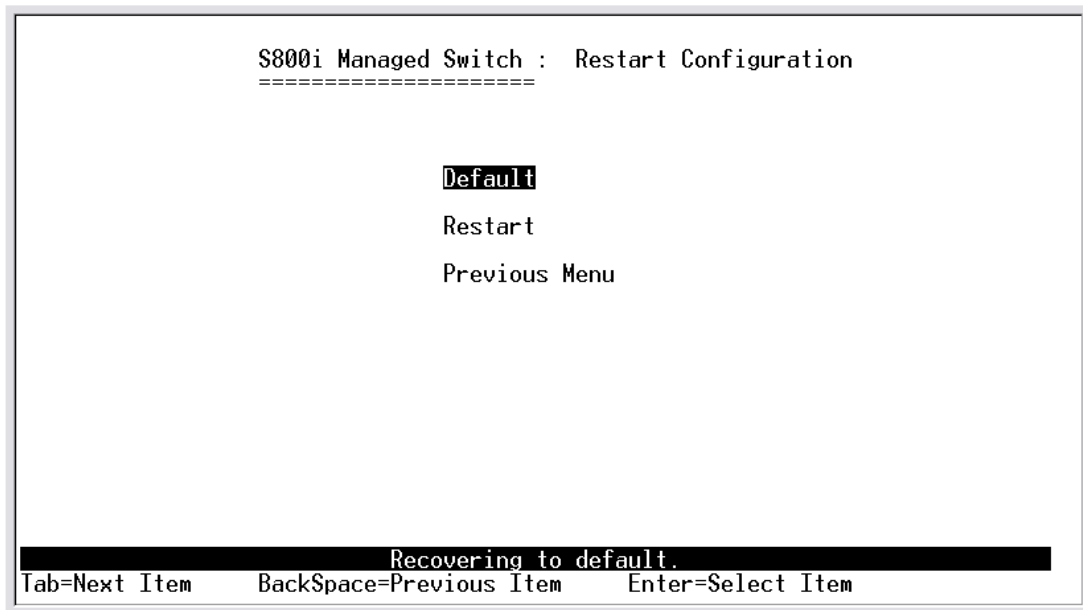 S800i Managed Switch :  Restart Configuration
=====================
Default
Restart
Previous Menu
Recovering to default.
Tab=Next Item     BackSpace=Previous Item     Enter=Select Item